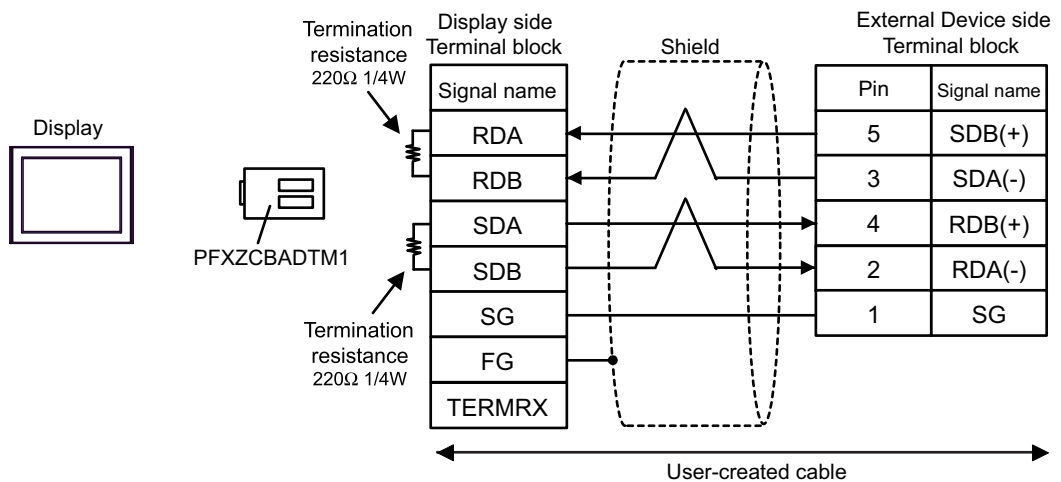 Display
PFXZCBADTM1
Termination
resistance
220Ω 1/4W
Termination
resistance
220Ω 1/4W
Display side
Terminal block
Signal name
RDA
RDB
SDA
SDB
SG
FG
TERMRX
Shield
External Device side
Terminal block
Pin Signal name
5 SDB(+)
3 SDA(-)
4 RDB(+)
2 RDA(-)
1 SG
User-created cable